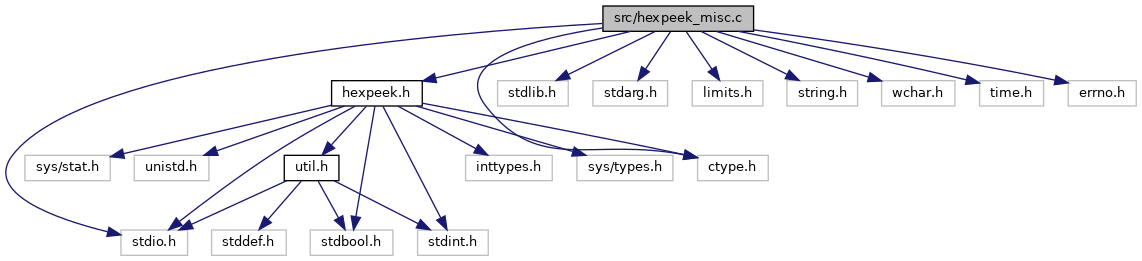 src/hexpeek_misc.c
hexpeek.h
stdlib.h
stdarg.h
limits.h
string.h
wchar.h
time.h
errno.h
sys/stat.h
unistd.h
util.h
inttypes.h
sys/types.h
ctype.h
stdio.h
stddef.h
stdbool.h
stdint.h